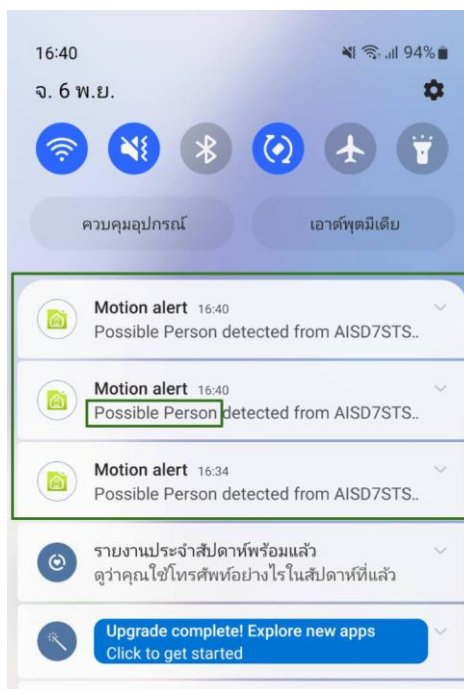 16:40
94%
จ. 6 พ.ย.
ควบคุมอุปกรณ์
เอาต์พุตมีเดีย
Motion alert 16:40
Possible Person detected from AISD7STS..
Motion alert 16:40
Possible Person detected from AISD7STS..
Motion alert 16:34
Possible Person detected from AISD7STS..
รายงานประจำสัปดาห์พร้อมแล้ว
ดูว่าคุณใช้โทรศัพท์อย่างไรในสัปดาห์ที่แล้ว
Upgrade complete! Explore new apps
Click to get started